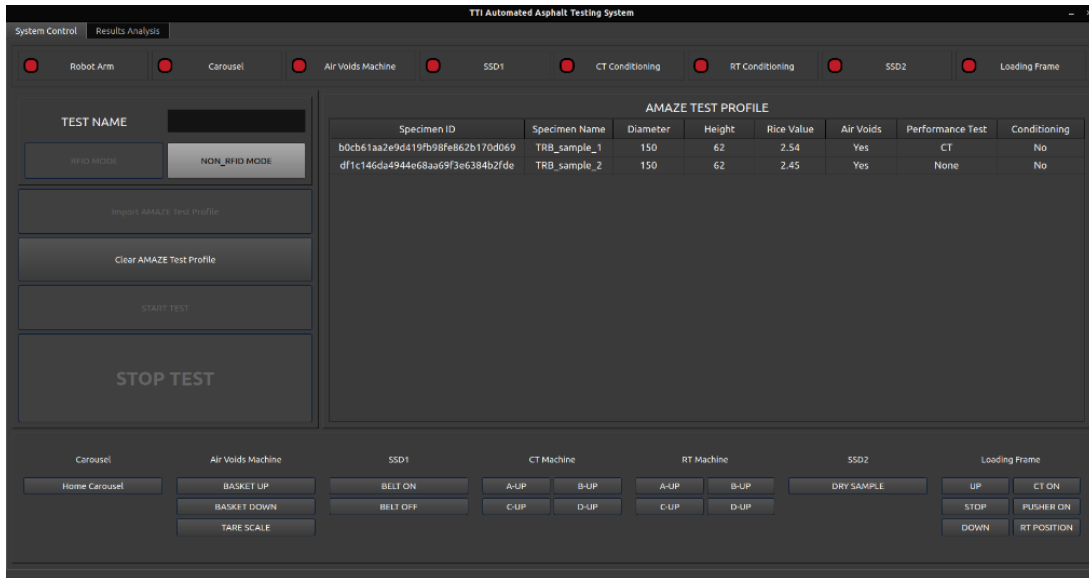 TTI Automated Asphalt Testing System
System Control Results Analysis
Robot Arm Carousel Air Voids Machine SSD1 CT Conditioning RT Conditioning SSD2 Loading Frame
TEST NAME
RFID MODE NON_RFID MODE
Import AMAZE Test Profile
Clear AMAZE Test Profile
START TEST
STOP TEST
AMAZE TEST PROFILE
Specimen ID Specimen Name Diameter Height Rice Value Air Voids Performance Test Conditioning
b0cb61aa2e9d419fb98fe862b170d069 TRB_sample_1 150 62 2.54 Yes CT No
df1c146da4944e68aa69f3e6384b2fde TRB_sample_2 150 62 2.45 Yes None No
Carousel Air Voids Machine SSD1 CT Machine RT Machine SSD2 Loading Frame
Home Carousel BASKET UP BELT ON A-UP B-UP A-UP B-UP DRY SAMPLE UP CT ON
BASKET DOWN BELT OFF C-UP D-UP C-UP D-UP STOP PUSHER ON
TARE SCALE DOWN RT POSITION